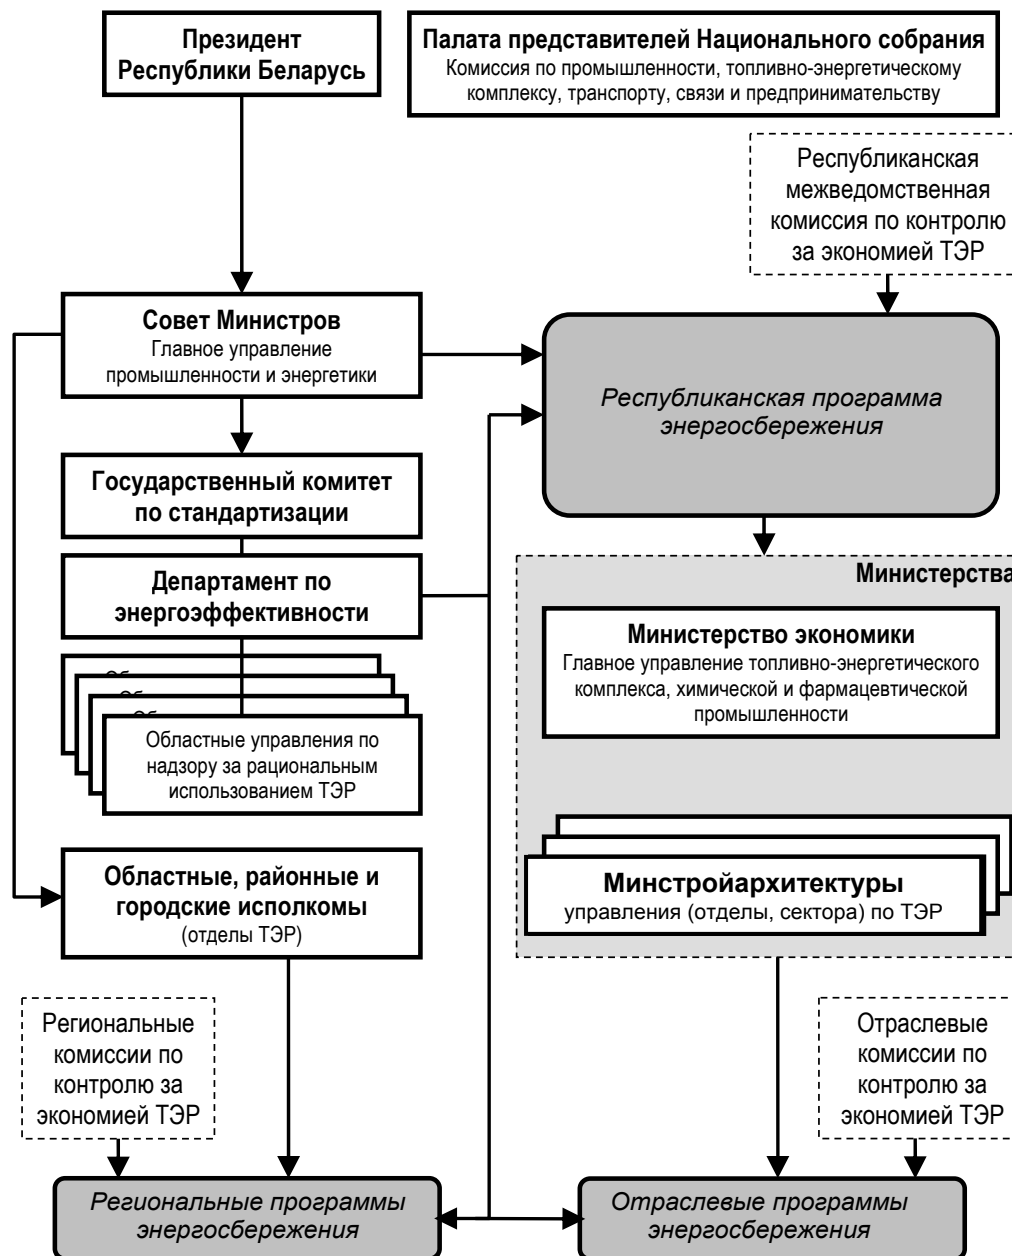 Президент
Республики Беларусь
Палата представителей Национального собрания
Комиссия по промышленности, топливно-энергетическому
комплексу, транспорту, связи и предпринимательству
Республиканская
межведомственная
комиссия по контролю
за экономией ТЭР
Совет Министров
Главное управление
промышленности и энергетики
Республиканская программа
энергосбережения
Государственный комитет
по стандартизации
Департамент по
энергоэффективности
Министерства
Министерство экономики
Главное управление топливно-энергетического
комплекса, химической и фармацевтической
промышленности
Областные управления по
надзору за рациональным
использованием ТЭР
Минстройархитектуры
управления (отделы, сектора) по ТЭР
Областные, районные и
городские исполкомы
(отделы ТЭР)
Региональные
комиссии по
контролю за
экономией ТЭР
Отраслевые
комиссии по
контролю за
экономией ТЭР
Региональные программы
энергосбережения
Отраслевые программы
энергосбережения